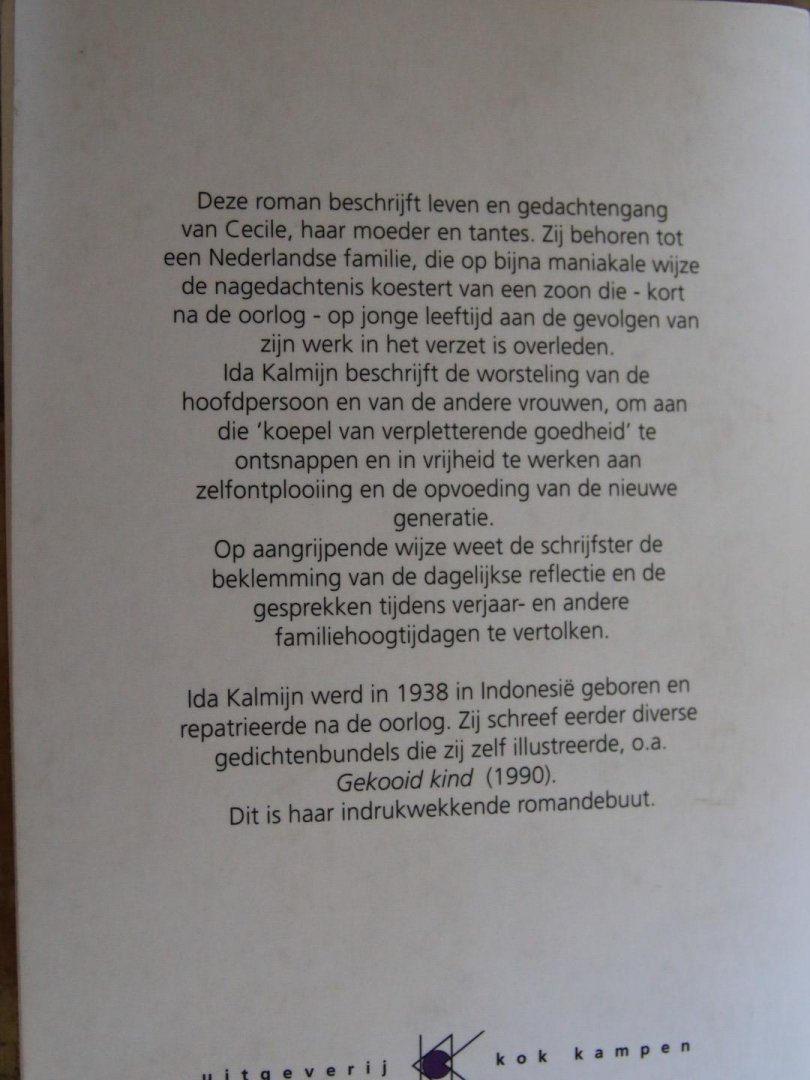 Deze roman beschrijft leven en gedachtengang
van Cecile, haar moeder en tantes. Zij behoren tot
een Nederlandse familie, die op bijna maniakale wijze
de nagedachtenis koestert van een zoon die - kort
na de oorlog - op jonge leeftijd aan de gevolgen van
zijn werk in het verzet is overleden.
Ida Kalmijn beschrijft de worsteling van de
hoofdpersoon en van de andere vrouwen, om aan
die ‘koepel van verpletterende goedheid’ te
ontsnappen en in vrijheid te werken aan
zelfontplooiing en de opvoeding van de nieuwe
generatie.
Op aangrijpende wijze weet de schrijfster de
beklemming van de dagelijkse reflectie en de
gesprekken tijdens verjaar- en andere
familiehoogtijdagen te vertolken.
Ida Kalmijn werd in 1938 in Indonesië geboren en
repatrieerde na de oorlog. Zij schreef eerder diverse
gedichtenbundels die zij zelf illustreerde, o.a.
Gekooid kind (1990).
Dit is haar indrukwekkende romandebuut.
uitgeverij kok kampen